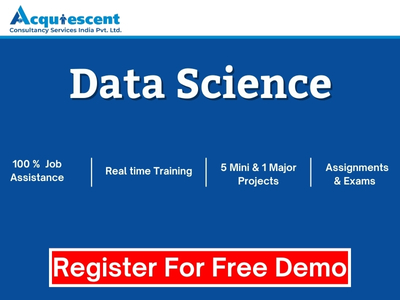 Acquiescent
Consultancy Services India Pvt. Ltd.
Data Science
100 % Job
Assistance
Real time Training
5 Mini & 1 Major
Projects
Assignments
& Exams
Register For Free Demo